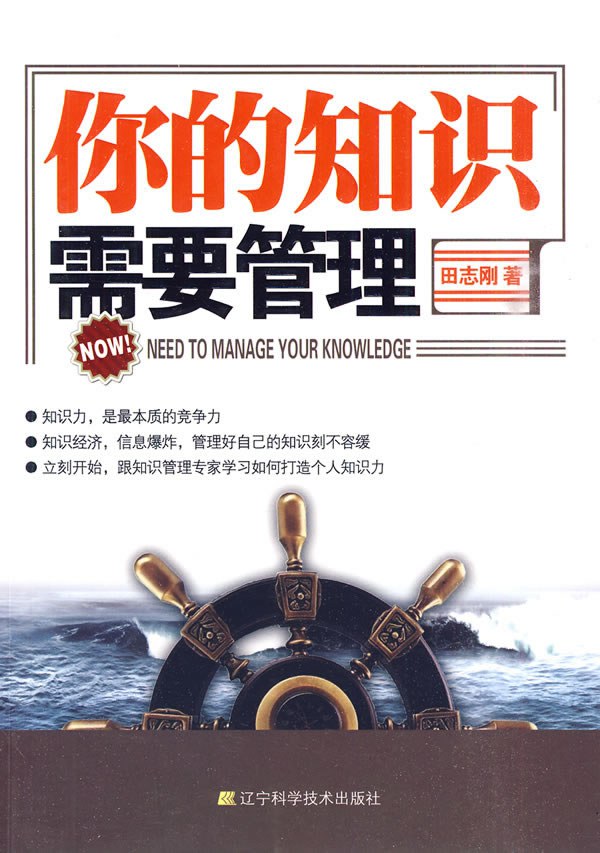 你的知识
需要管理
田志刚 著
NOW! NEED TO MANAGE YOUR KNOWLEDGE
● 知识力，是最本质的竞争力
● 知识经济，信息爆炸，管理好自己的知识刻不容缓
● 立刻开始，跟知识管理专家学习如何打造个人知识力
辽宁科学技术出版社